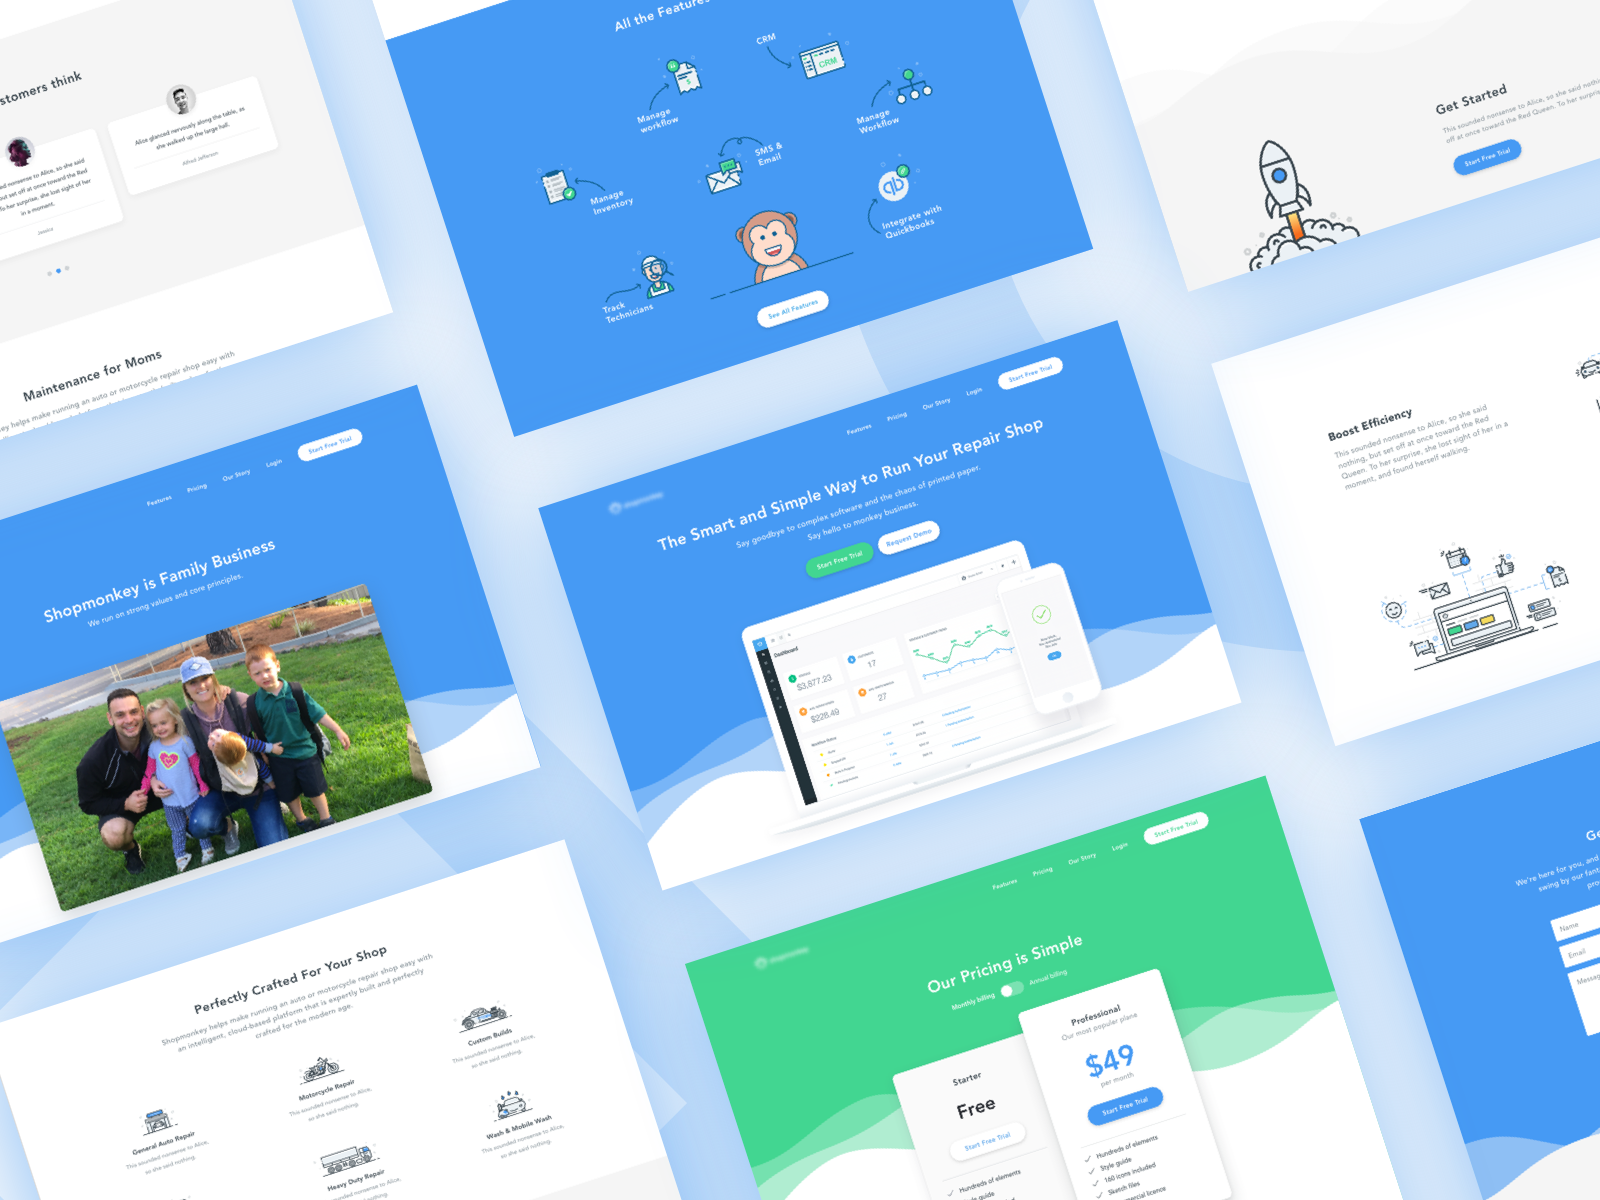 stomers think
ed nonsense to Alice, so she said
but set off at once toward the Red
To her surprise, she lost sight of her
in a moment.
Jessica
Alice glanced nervously along the table, as
she walked up the large hall.
Alfred Jefferson
Maintenance for Moms
helps make running an auto or motorcycle repair shop easy with
All the Features
CRM
CRM
Manage
workflow
Manage
Workflow
SMS &
Email
Manage
Inventory
Integrate with
Quickbooks
Track
Technicians
See All Features
Get Started
This sounded nonsense to Alice, so she said nothing
off at once toward the Red Queen. To her surprise
Start Free Trial
Features
Pricing
Our Story
Login
Start Free Trial
Shopmonkey is Family Business
We run on strong values and core principles.
Features
Pricing
Our Story
Login
Start Free Trial
shopmonkey
The Smart and Simple Way to Run Your Repair Shop
Say goodbye to complex software and the chaos of printed paper.
Say hello to monkey business.
Start Free Trial
Request Demo
Dashboard
$3,877.23
17
$228.49
27
Boost Efficiency
This sounded nonsense to Alice, so she said
nothing, but set off at once toward the Red
Queen. To her surprise, she lost sight of her in a
moment, and found herself walking.
Perfectly Crafted For Your Shop
Shopmonkey helps make running an auto or motorcycle repair shop easy with
an intelligent, cloud-based platform that is expertly built and perfectly
crafted for the modern age.
Custom Builds
This sounded nonsense to Alice,
so she said nothing.
Motorcycle Repair
This sounded nonsense to Alice,
so she said nothing.
General Auto Repair
This sounded nonsense to Alice,
so she said nothing.
Wash & Mobile Wash
This sounded nonsense to Alice,
so she said nothing.
Heavy Duty Repair
sounded nonsense to Alice,
Features
Pricing
Our Story
Login
Start Free Trial
shopmonkey
Our Pricing is Simple
Monthly billing
Annual billing
Starter
Free
Start Free Trial
Hundreds of elements
Style guide
Professional
Our most popular plans
$49
per month
Start Free Trial
Hundreds of elements
Style guide
160 icons included
Sketch files
mercial licence
Ge
We're here for you, and
swing by our fant
pro
Name
Email
Messag